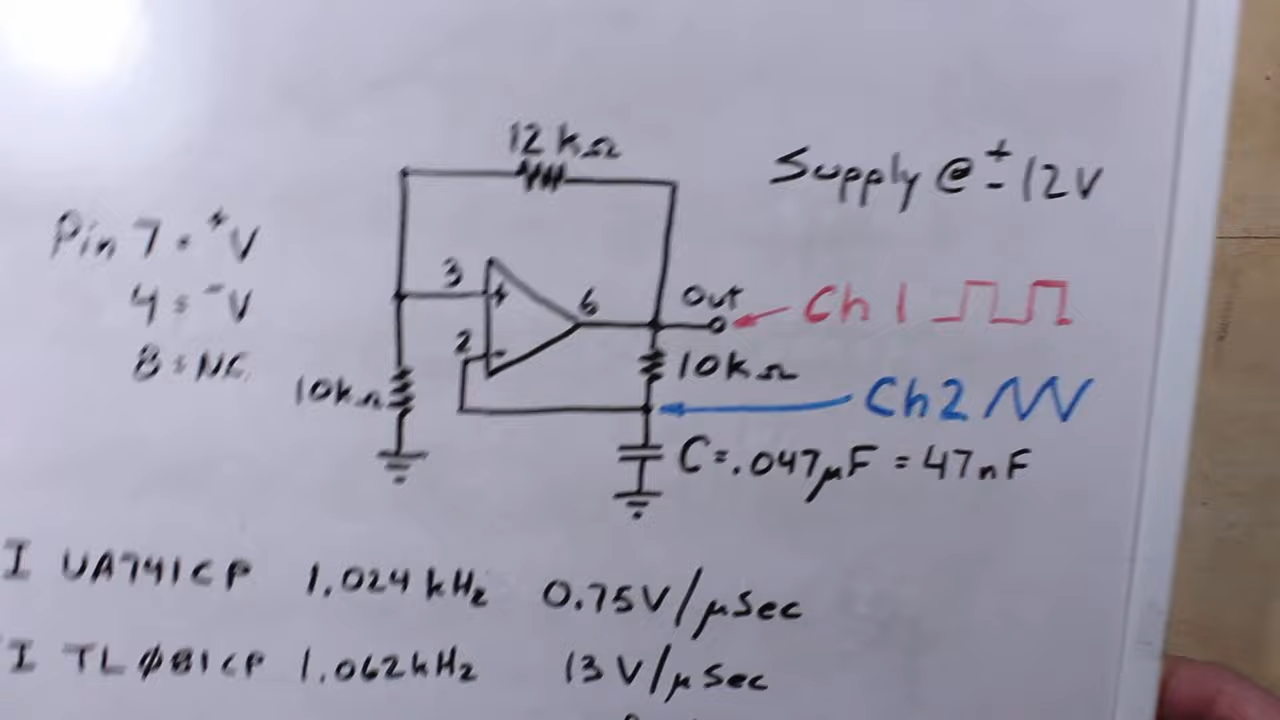 12kΩ
Supply @ ± 12V
Pin 7 = +V
4 = -V
8 = NC
3
+
6
Out
Ch 1
2
-
10kΩ
10kΩ
Ch2
C = .047μF = 47nF
I UA741CP 1.024 kHz 0.75V/μSec
I TLØ81CP 1.062kHz 13 V/μSec